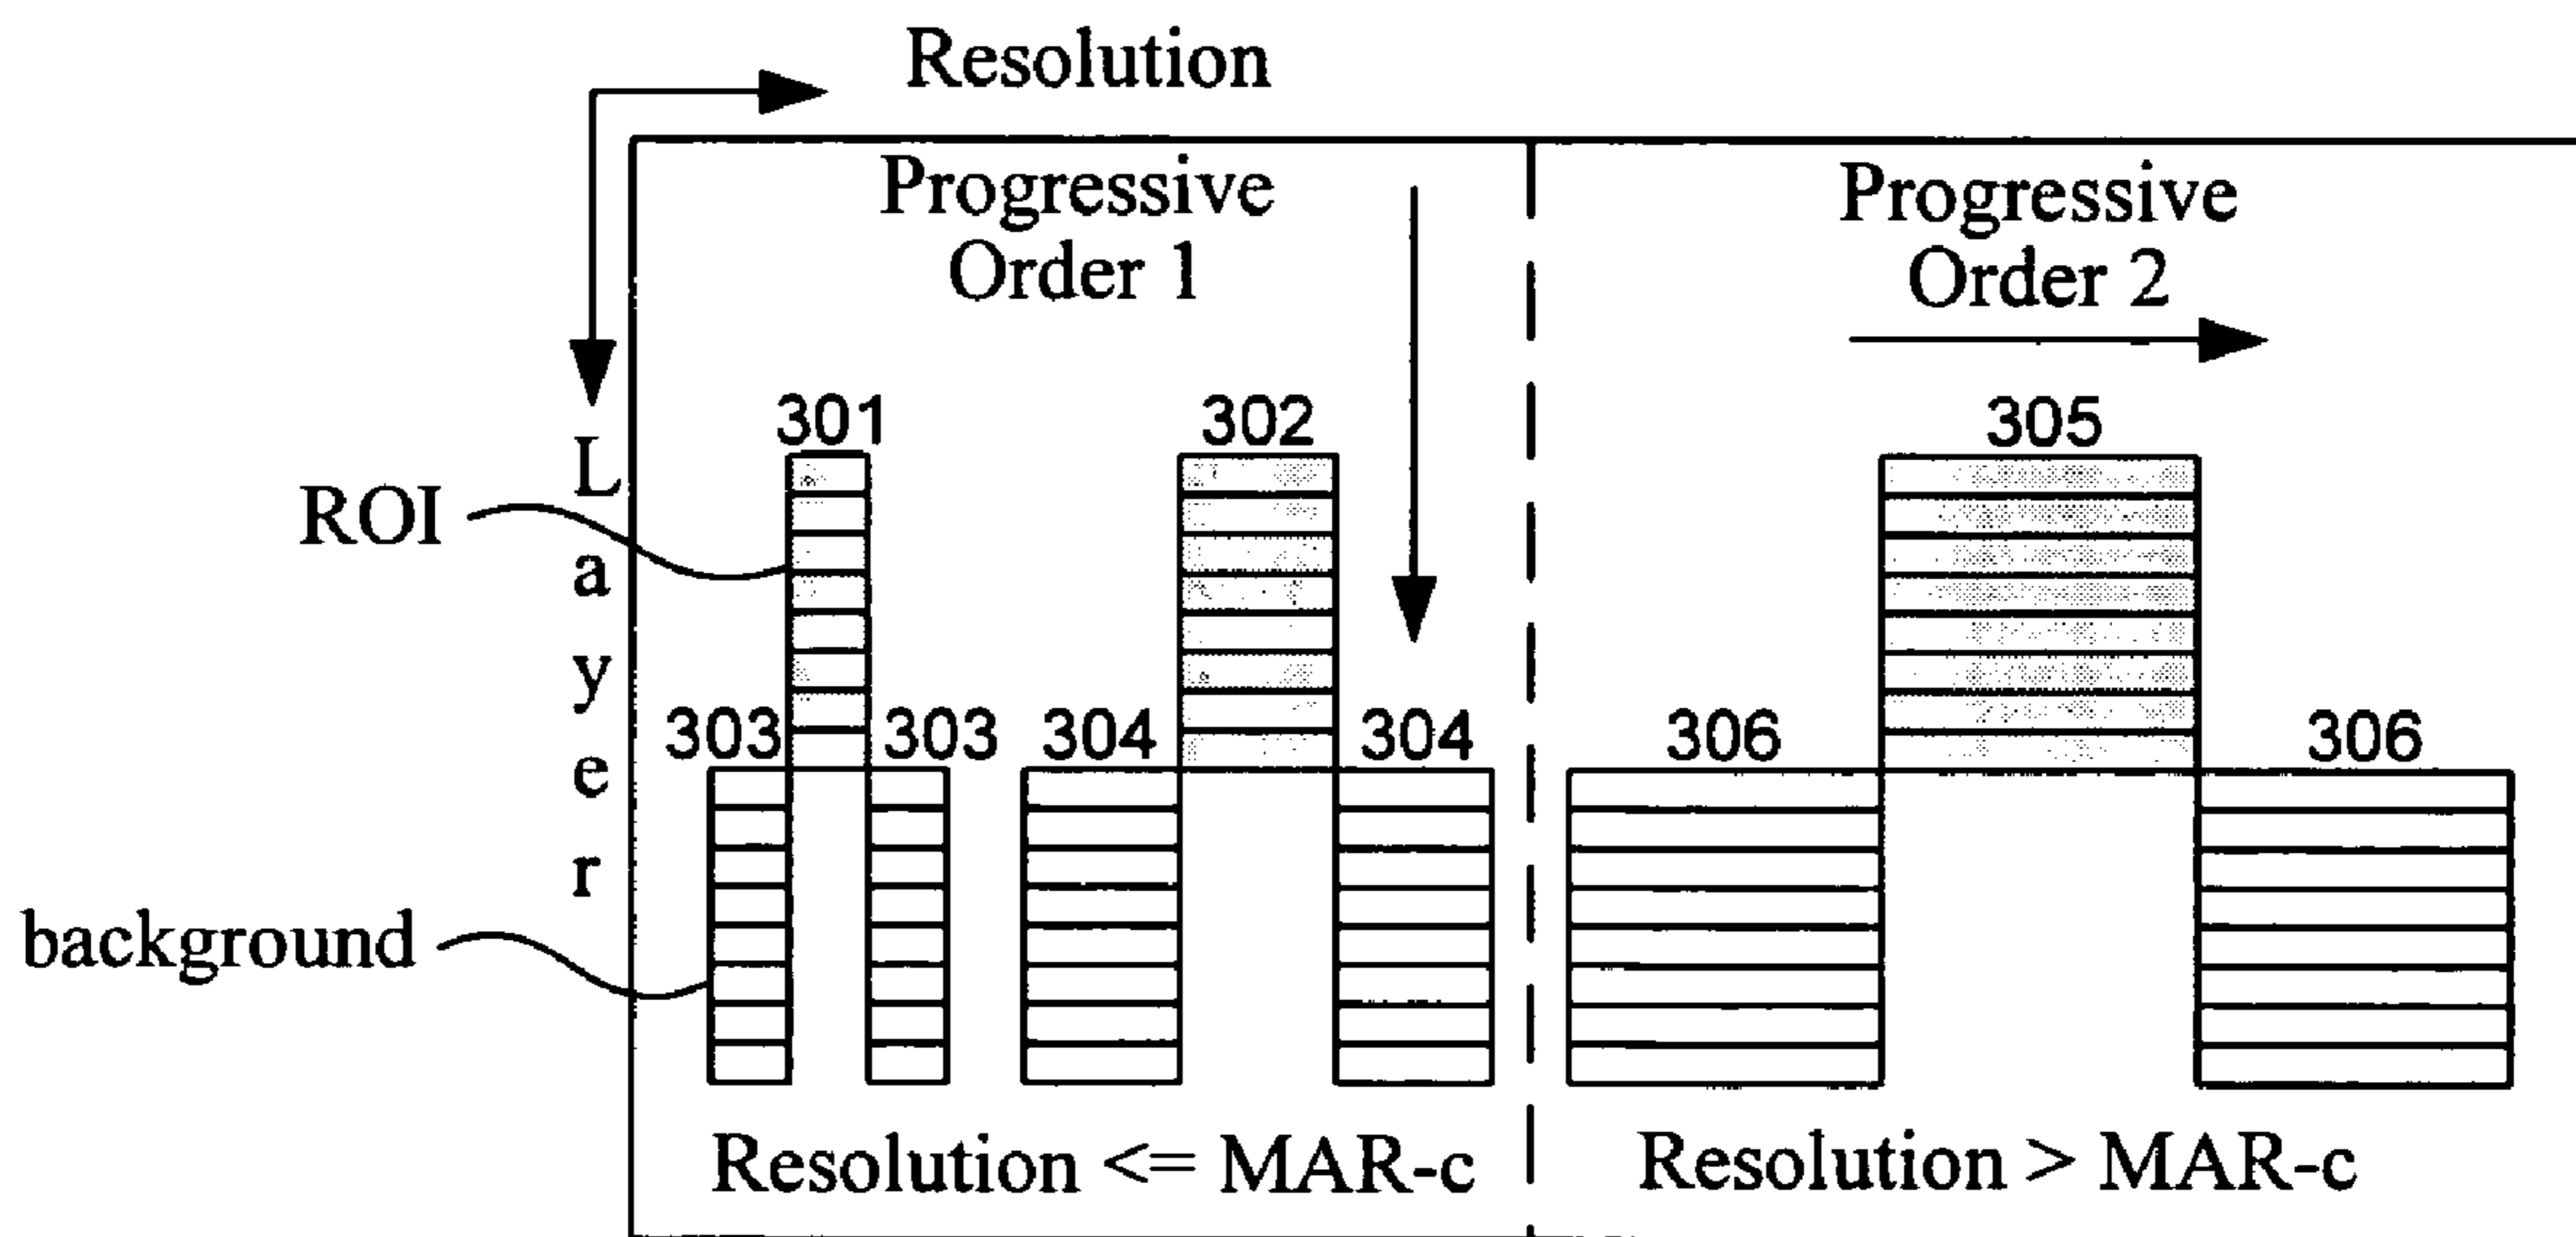 Resolution
Progressive
Order 1
Progressive
Order 2
301
302
305
Layer
ROI
303
303
304
304
306
306
background
Resolution <= MAR-c
Resolution > MAR-c